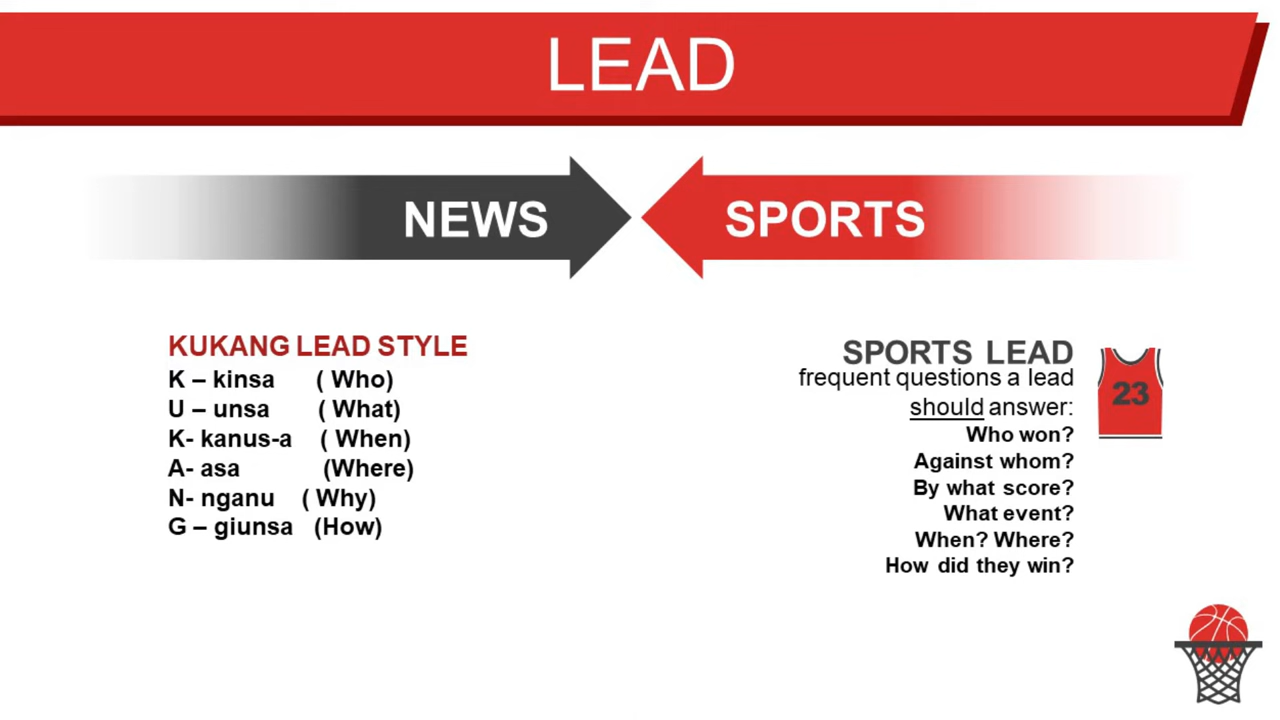 LEAD
NEWS
SPORTS
KUKANG LEAD STYLE
K – kinsa ( Who)
U – unsa ( What)
K- kanus-a ( When)
A- asa (Where)
N- nganu ( Why)
G – giunsa (How)
SPORTS LEAD
frequent questions a lead
should answer:
Who won?
Against whom?
By what score?
What event?
When? Where?
How did they win?
23